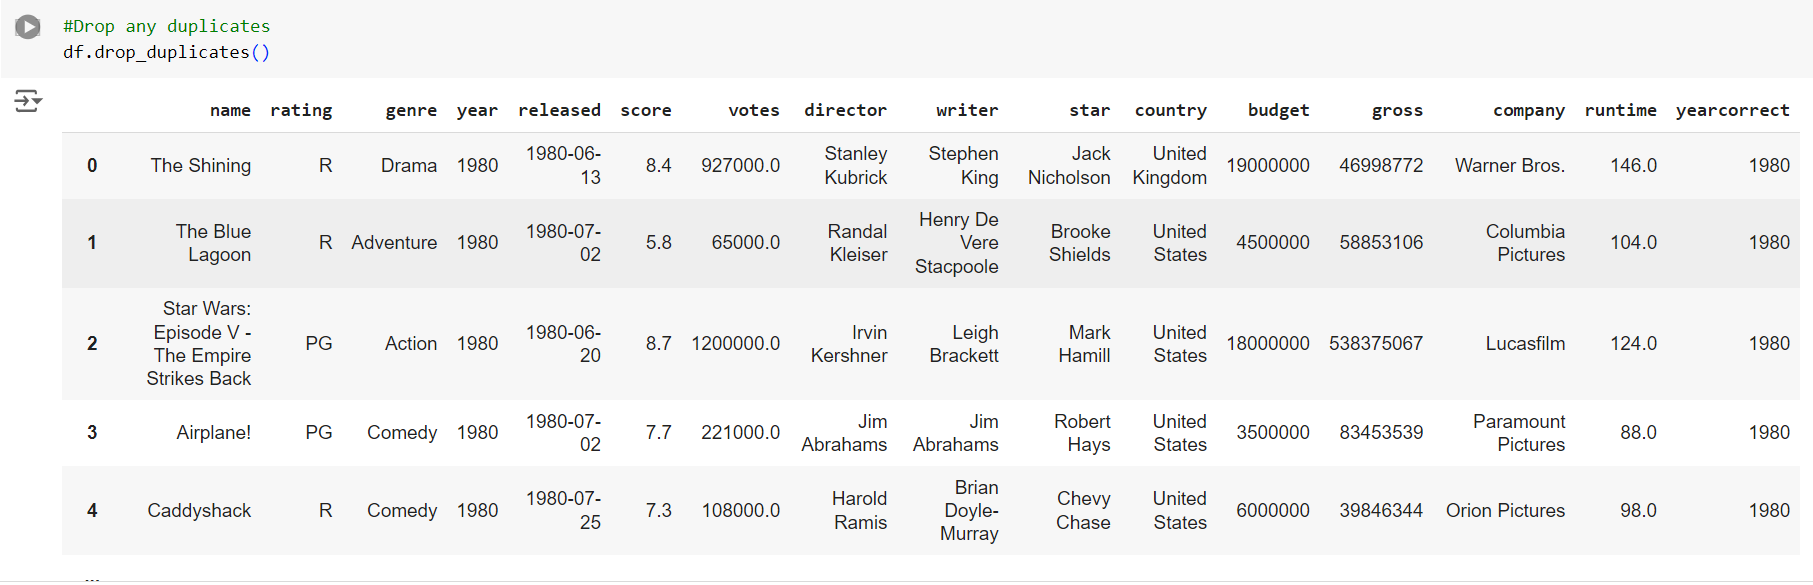 #Drop any duplicates
df.drop_duplicates()
name rating genre year released score votes director writer star country budget gross company runtime yearcorrect
0 The Shining R Drama 1980 1980-06-13 8.4 927000.0 Stanley Kubrick Stephen King Jack Nicholson United Kingdom 19000000 46998772 Warner Bros. 146.0 1980
1 The Blue Lagoon R Adventure 1980 1980-07-02 5.8 65000.0 Randal Kleiser Henry De Vere Stacpoole Brooke Shields United States 4500000 58853106 Columbia Pictures 104.0 1980
2 Star Wars: Episode V - The Empire Strikes Back PG Action 1980 1980-06-20 8.7 1200000.0 Irvin Kershner Leigh Brackett Mark Hamill United States 18000000 538375067 Lucasfilm 124.0 1980
3 Airplane! PG Comedy 1980 1980-07-02 7.7 221000.0 Jim Abrahams Jim Abrahams Robert Hays United States 3500000 83453539 Paramount Pictures 88.0 1980
4 Caddyshack R Comedy 1980 1980-07-25 7.3 108000.0 Harold Ramis Brian Doyle-Murray Chevy Chase United States 6000000 39846344 Orion Pictures 98.0 1980
...